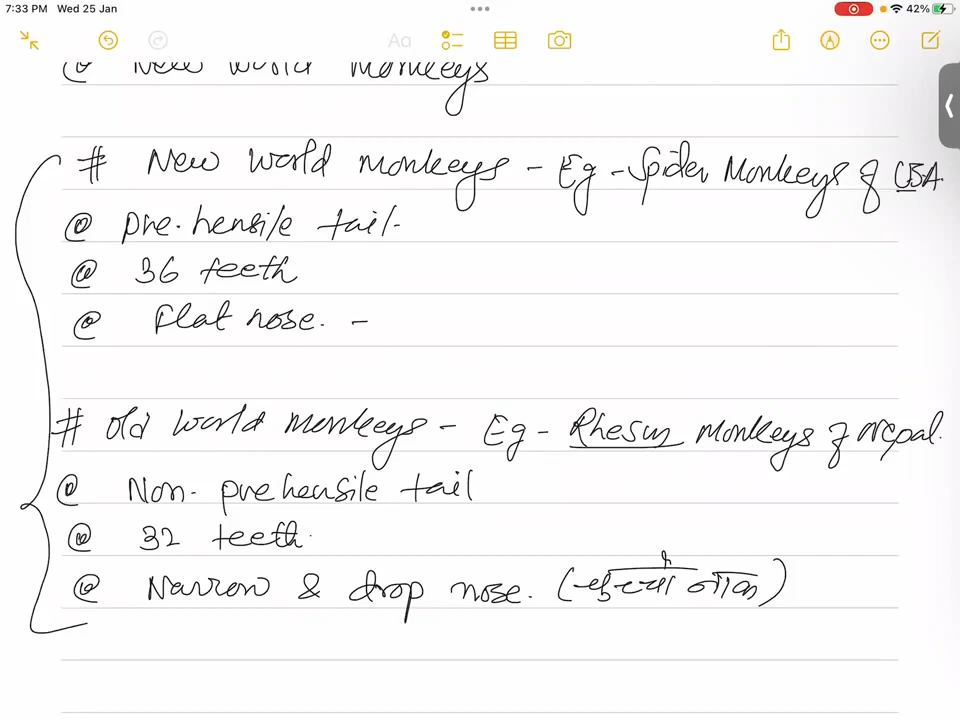 7:33 PM Wed 25 Jan 42%
Aa
@ New world monkeys
# New world monkeys - Eg - Spider Monkeys of USA.
@ pre-hensile tail.
@ 36 teeth
@ flat nose. -
# old world monkeys - Eg - Rhesus monkeys of Nepal.
@ Non-prehensile tail
@ 32 teeth.
@ Narrow & drop nose. (